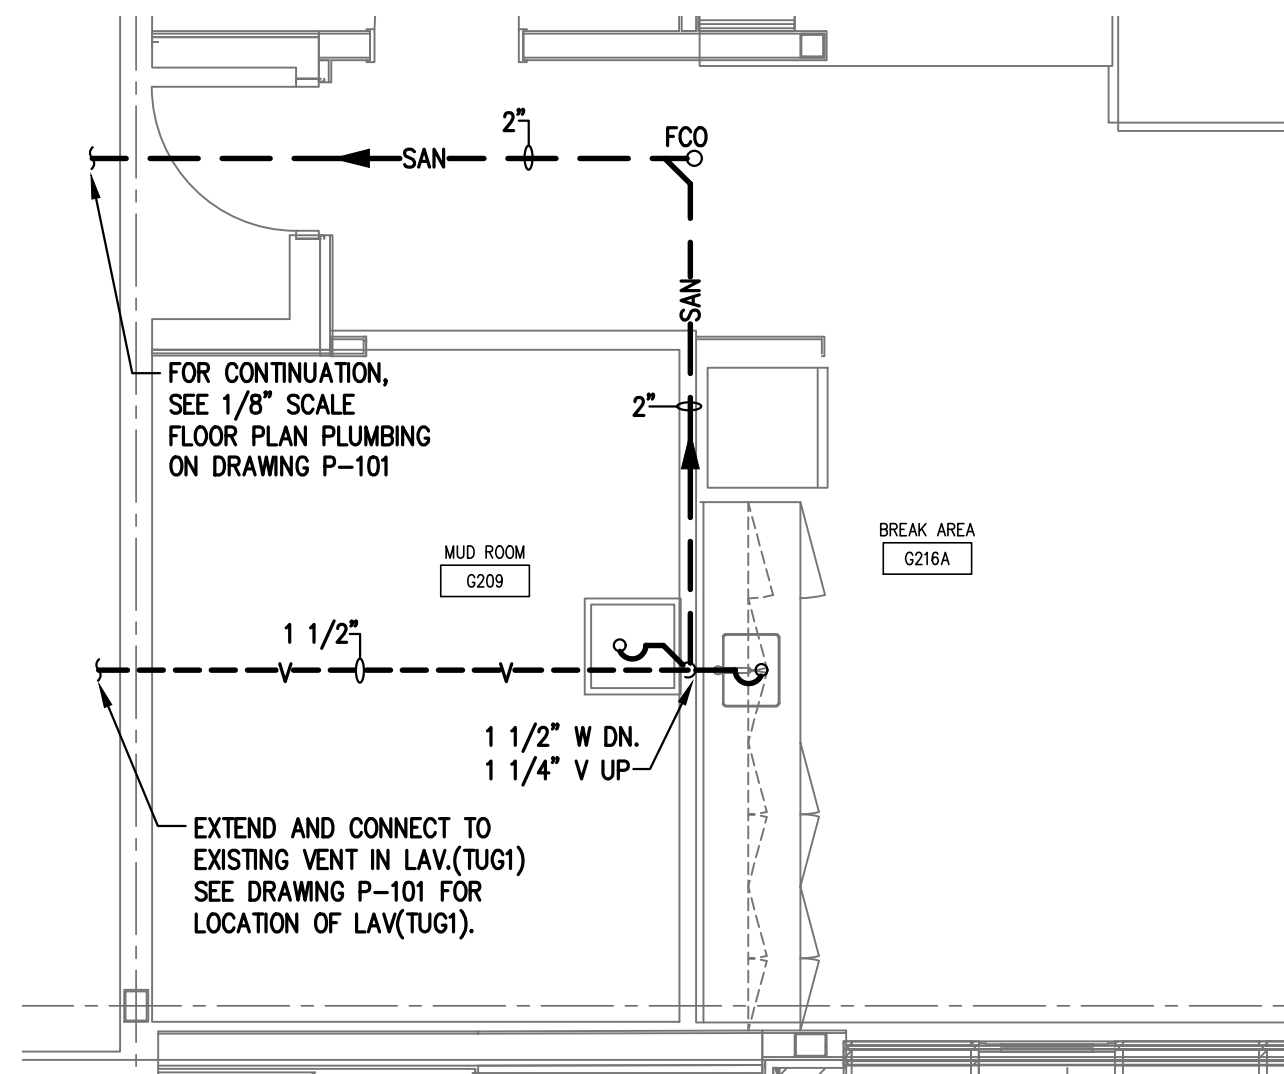 2"
FCO
SAN
SAN
FOR CONTINUATION,
SEE 1/8" SCALE
FLOOR PLAN PLUMBING
ON DRAWING P-101
2"
BREAK AREA
G216A
MUD ROOM
G209
1 1/2"
V
V
1 1/2" W DN.
1 1/4" V UP
EXTEND AND CONNECT TO
EXISTING VENT IN LAV.(TUG1)
SEE DRAWING P-101 FOR
LOCATION OF LAV(TUG1).